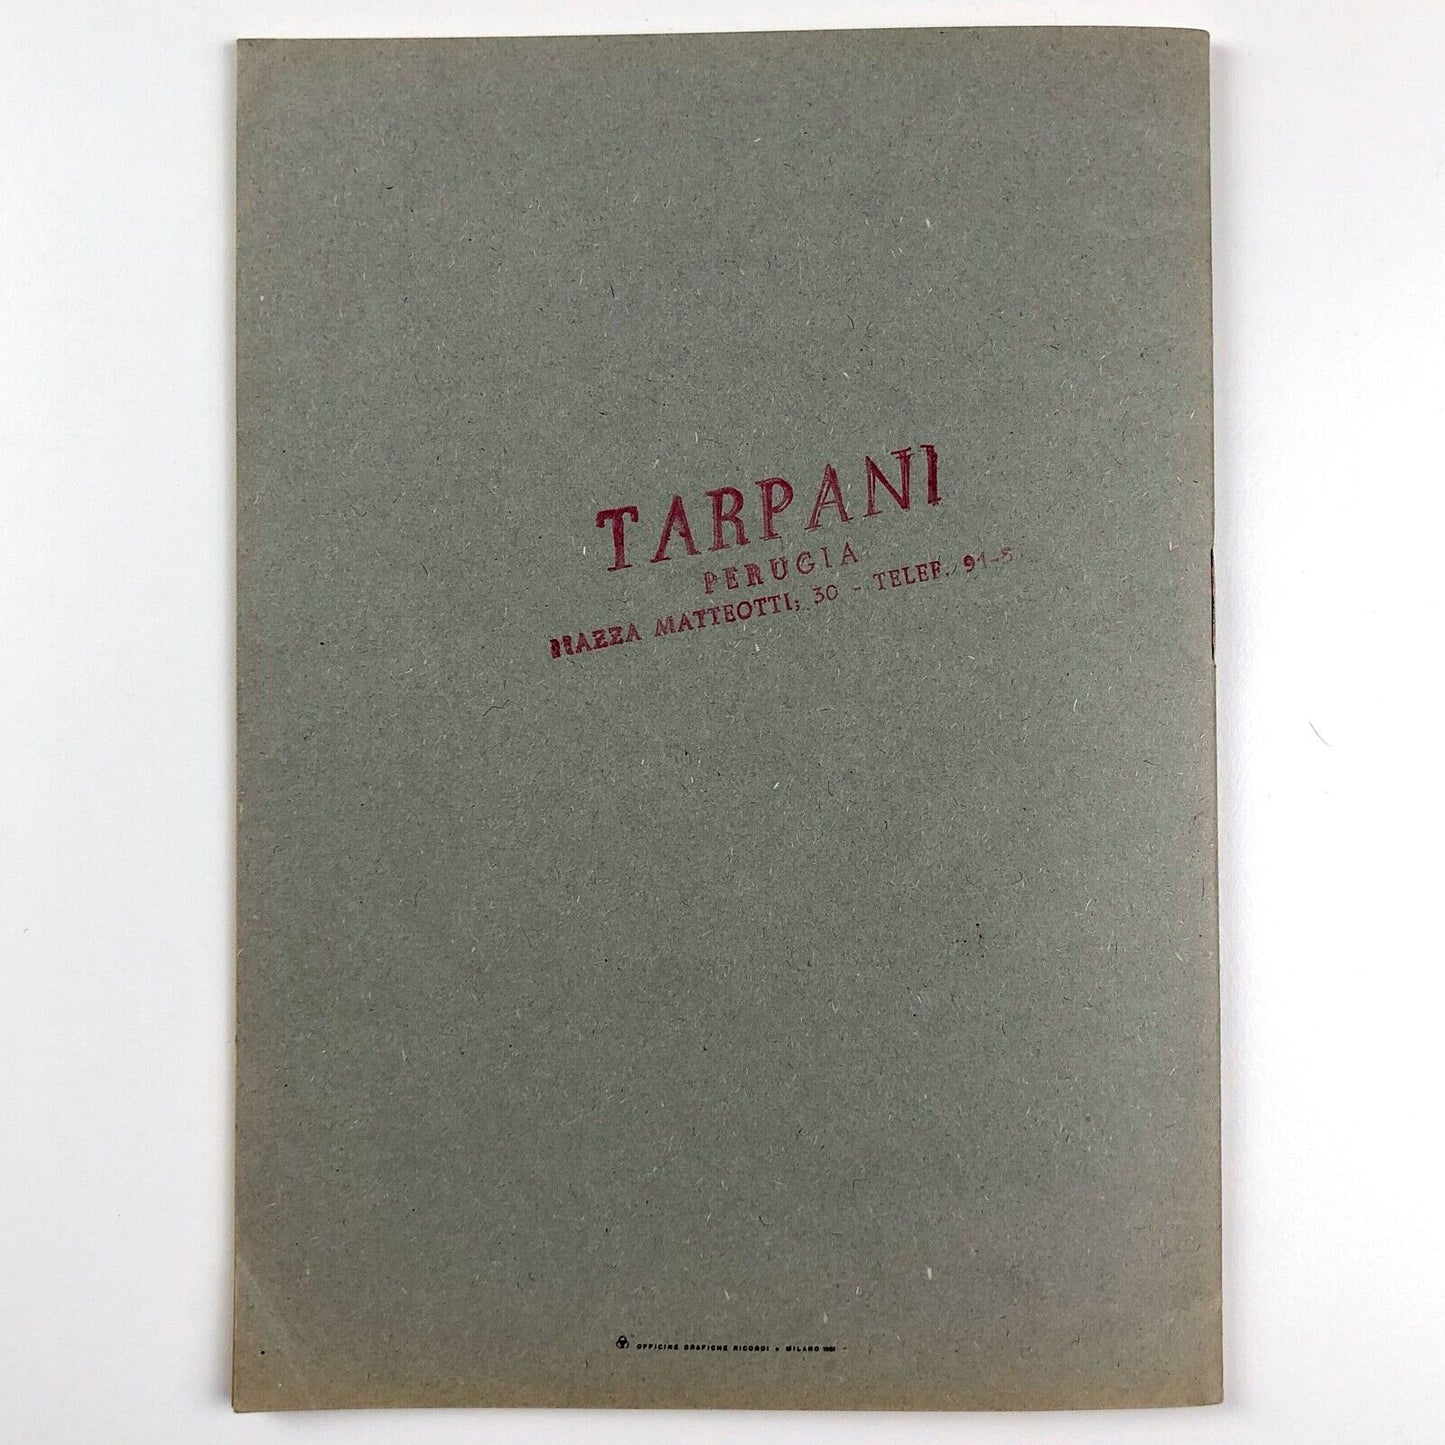 TARPANI
PERUGIA
PIAZZA MATTEOTTI, 30 - TELEF. 91-5
OFFICINE GRAFICHE RICORDI • MILANO